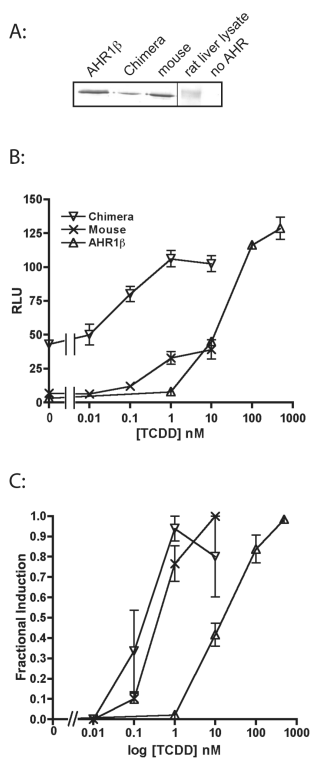 A:
AHR1β
Chimera
mouse
rat liver lysate
no AHR
B:
150
125
100
75
50
25
0
RLU
Chimera
Mouse
AHR1β
0 0.01 0.1 1 10 100 1000
[TCDD] nM
C:
1.0
0.9
0.8
0.7
0.6
0.5
0.4
0.3
0.2
0.1
0.0
Fractional Induction
0 0.01 0.1 1 10 100 1000
log [TCDD] nM